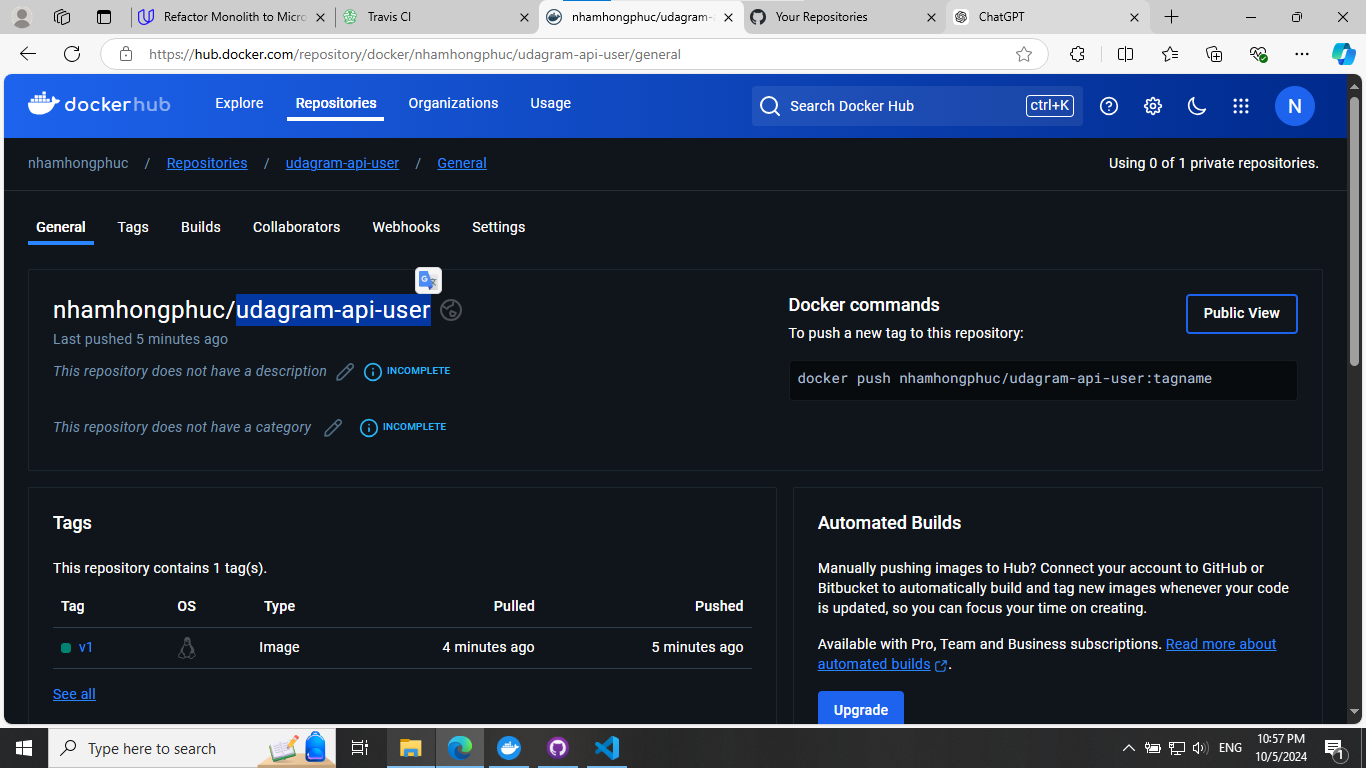 Refactor Monolith to Micro
Travis CI
nhamhongphuc/udagram-
Your Repositories
ChatGPT
https://hub.docker.com/repository/docker/nhamhongphuc/udagram-api-user/general
dockerhub
Explore
Repositories
Organizations
Usage
Search Docker Hub
ctrl+K
N
nhamhongphuc / Repositories / udagram-api-user / General
Using 0 of 1 private repositories.
General
Tags
Builds
Collaborators
Webhooks
Settings
nhamhongphuc/udagram-api-user
Last pushed 5 minutes ago
This repository does not have a description
INCOMPLETE
This repository does not have a category
INCOMPLETE
Docker commands
Public View
To push a new tag to this repository:
docker push nhamhongphuc/udagram-api-user:tagname
Tags
This repository contains 1 tag(s).
Tag OS Type Pulled Pushed
v1 Image 4 minutes ago 5 minutes ago
See all
Automated Builds
Manually pushing images to Hub? Connect your account to GitHub or
Bitbucket to automatically build and tag new images whenever your code
is updated, so you can focus your time on creating.
Available with Pro, Team and Business subscriptions. Read more about
automated builds .
Upgrade
Type here to search
ENG
10:57 PM
10/5/2024
1